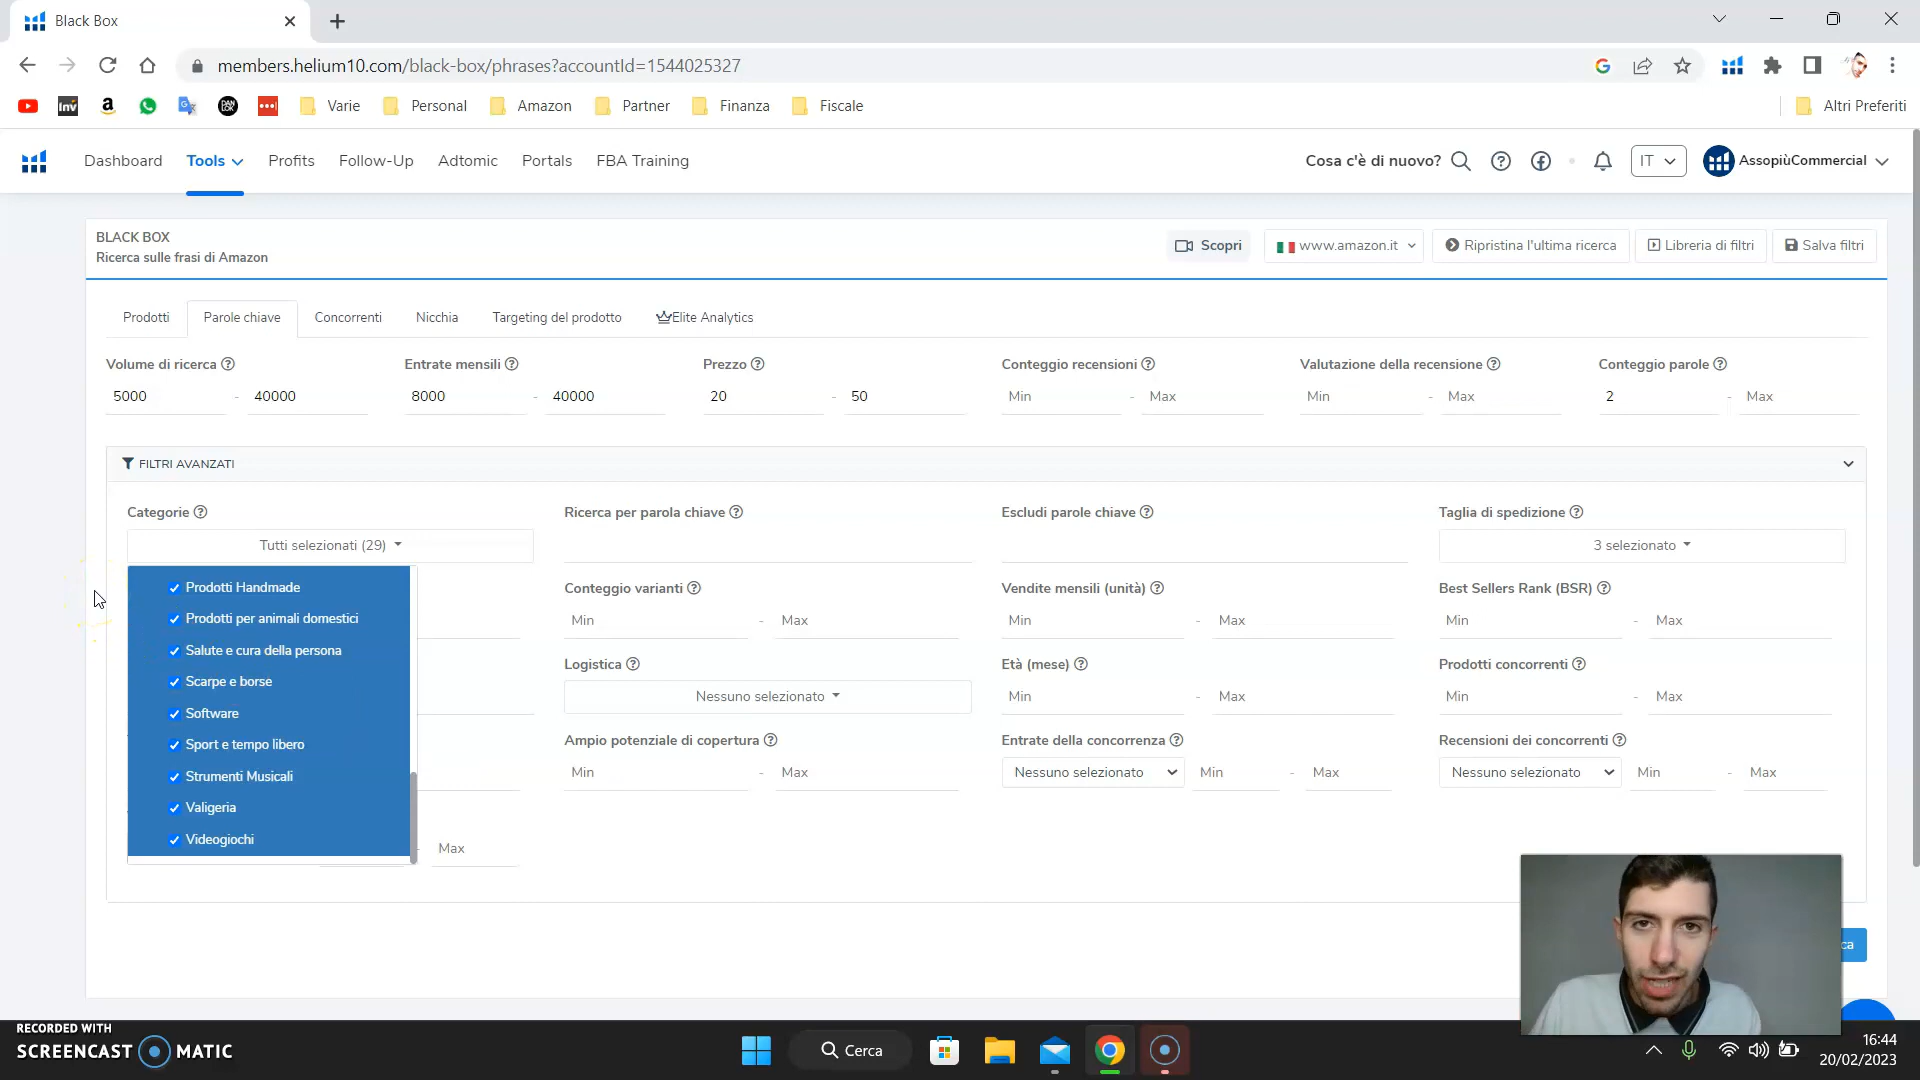 Black Box
members.helium10.com/black-box/phrases?accountId=1544025327
Inv
DAN LOK
Varie
Personal
Amazon
Partner
Finanza
Fiscale
Altri Preferiti
Dashboard
Tools
Profits
Follow-Up
Adtomic
Portals
FBA Training
Cosa c'è di nuovo?
IT
AssopiùCommercial
BLACK BOX
Ricerca sulle frasi di Amazon
Scopri
www.amazon.it
Ripristina l'ultima ricerca
Libreria di filtri
Salva filtri
Prodotti
Parole chiave
Concorrenti
Nicchia
Targeting del prodotto
Elite Analytics
Volume di ricerca
Entrate mensili
Prezzo
Conteggio recensioni
Valutazione della recensione
Conteggio parole
5000 - 40000
8000 - 40000
20 - 50
Min - Max
Min - Max
2 - Max
FILTRI AVANZATI
Categorie
Ricerca per parola chiave
Escludi parole chiave
Taglia di spedizione
Tutti selezionati (29)
3 selezionato
Prodotti Handmade
Prodotti per animali domestici
Salute e cura della persona
Scarpe e borse
Software
Sport e tempo libero
Strumenti Musicali
Valigeria
Videogiochi
Conteggio varianti
Vendite mensili (unità)
Best Sellers Rank (BSR)
Min - Max
Min - Max
Min - Max
Logistica
Età (mese)
Prodotti concorrenti
Nessuno selezionato
Min - Max
Min - Max
Ampio potenziale di copertura
Entrate della concorrenza
Recensioni dei concorrenti
Min - Max
Nessuno selezionato
Min - Max
Nessuno selezionato
Min - Max
- Max
ca
RECORDED WITH
SCREENCAST MATIC
Cerca
16:44
20/02/2023